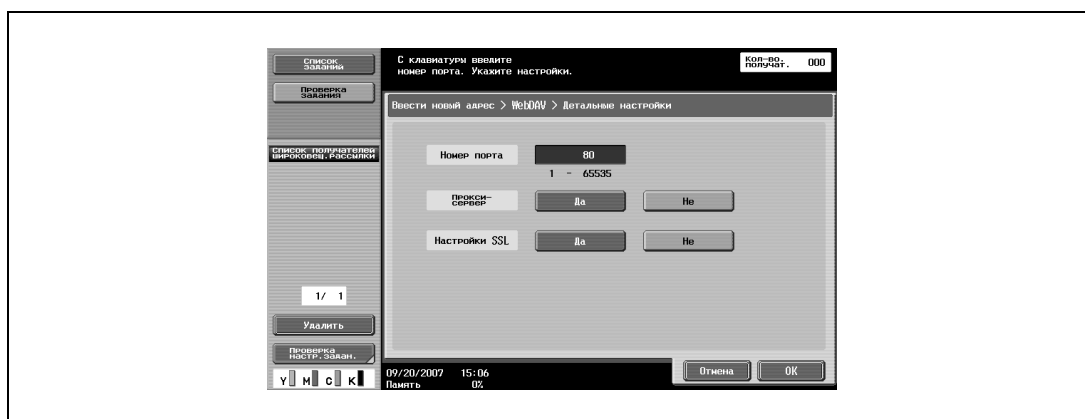 Список
заданий
Проверка
задания
Список получателей
широковещ.рассылки
1/ 1
Удалить
Проверка
настр.задан.
Y M C K
С клавиатуры введите
номер порта. Укажите настройки.
Кол-во.
получат. 000
Ввести новый адрес > WebDAV > Детальные настройки
Номер порта 80
1 - 65535
Прокси-
сервер Да Не
Настройки SSL Да Не
09/20/2007 15:06
Память 0%
Отмена OK